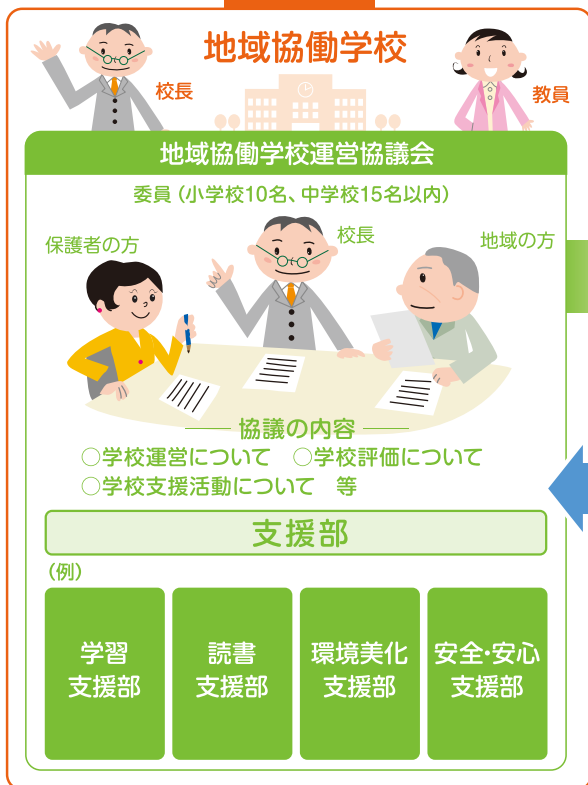 地域協働学校
校長
教員
地域協働学校運営協議会
委員（小学校10名、中学校15名以内）
保護者の方
校長
地域の方
協議の内容
○学校運営について　○学校評価について
○学校支援活動について　等
支援部
（例）
学習
支援部
読書
支援部
環境美化
支援部
安全・安心
支援部